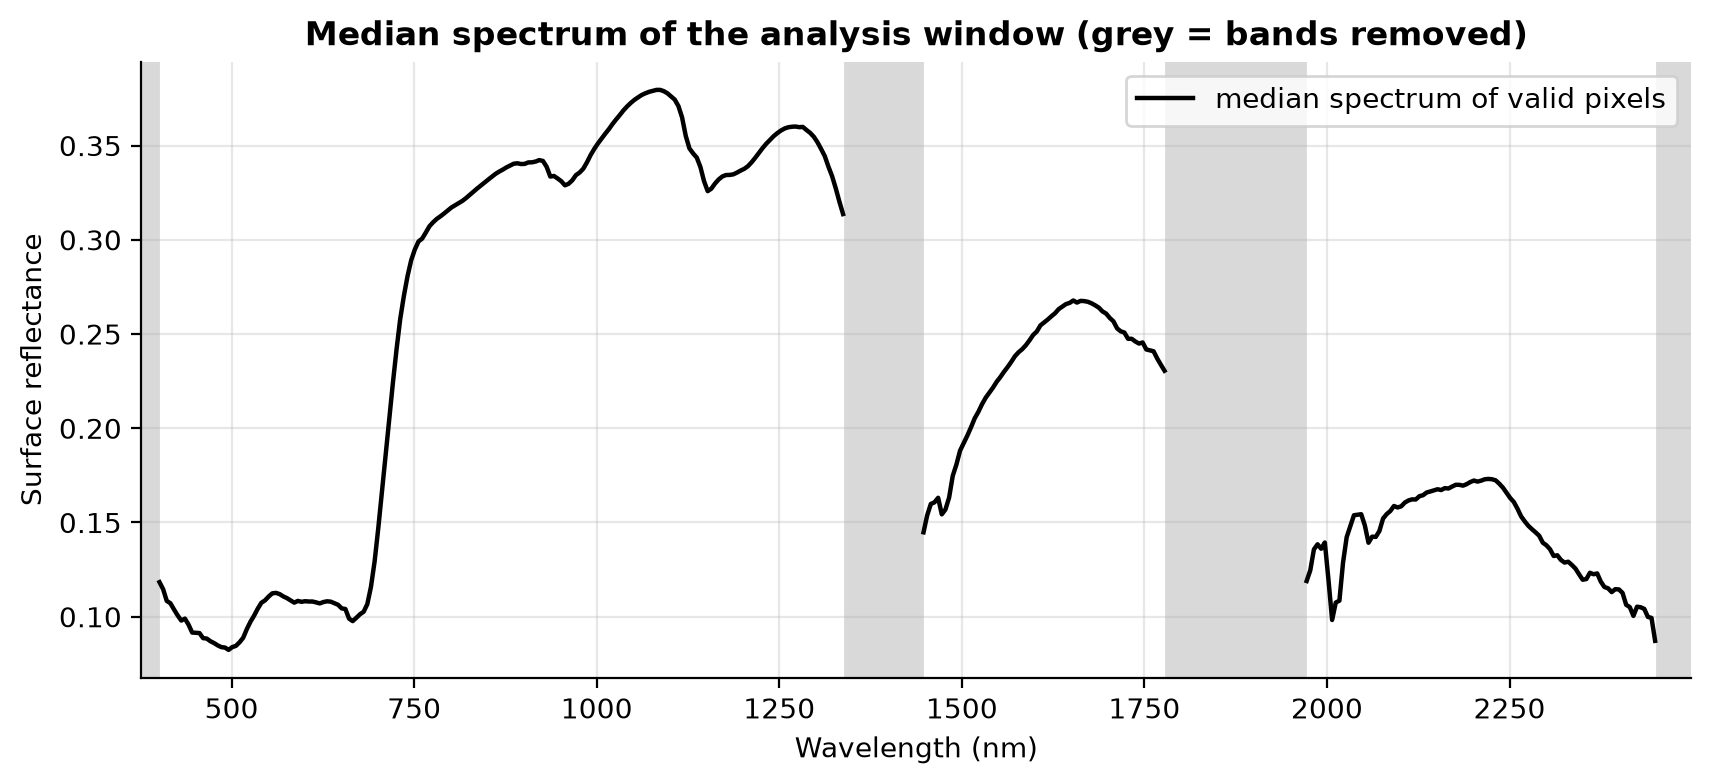 Median spectrum of the analysis window (grey = bands removed)
median spectrum of valid pixels
Surface reflectance
0.35
0.30
0.25
0.20
0.15
0.10
500 750 1000 1250 1500 1750 2000 2250
Wavelength (nm)